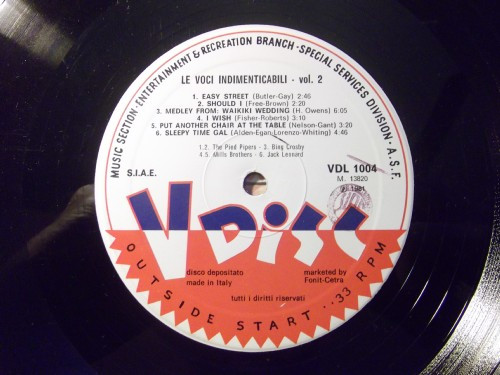 MUSIC SECTION-ENTERTAINMENT & RECREATION BRANCH-SPECIAL SERVICES DIVISION-A.S.F.
LE VOCI INDIMENTICABILI - vol. 2
1. EASY STREET (Butler-Gay) 2:46
2. SHOULD I (Free-Brown) 2:20
3. MEDLEY FROM: WAIKIKI WEDDING (H. Owens) 6:05
4. I WISH (Fisher-Roberts) 3:10
5. PUT ANOTHER CHAIR AT THE TABLE (Nelson-Gant) 3:10
6. SLEEPY TIME GAL (Alden-Egan-Lorenzo-Whiting) 4:46
1.2. The Pied Pipers - 3. Bing Crosby
4.5. Mills Brothers - 6. Jack Leonard
S.I.A.E.
VDL 1004
M. 13820
(P) 1981
V DISC
disco depositato
made in Italy
marketed by
Fonit-Cetra
tutti i diritti riservati
OUTSIDE START..33 RPM